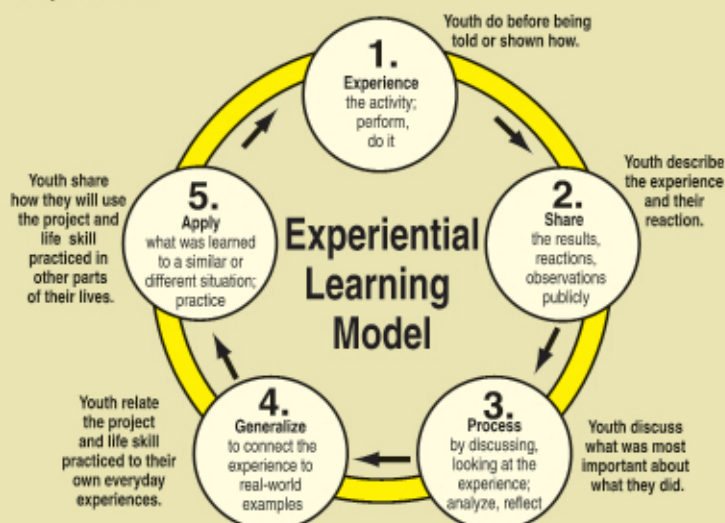 1.
Experience
the activity;
perform,
do it
Youth do before being
told or shown how.
2.
Share
the results,
reactions,
observations
publicly
Youth describe
the experience
and their
reaction.
3.
Process
by discussing,
looking at the
experience;
analyze, reflect
Youth discuss
what was most
important about
what they did.
4.
Generalize
to connect the
experience to
real-world
examples
Youth relate
the project
and life skill
practiced to their
own everyday
experiences.
5.
Apply
what was learned
to a similar or
different situation;
practice
Youth share
how they will use
the project and
life skill
practiced in
other parts
of their lives.
Experiential
Learning
Model